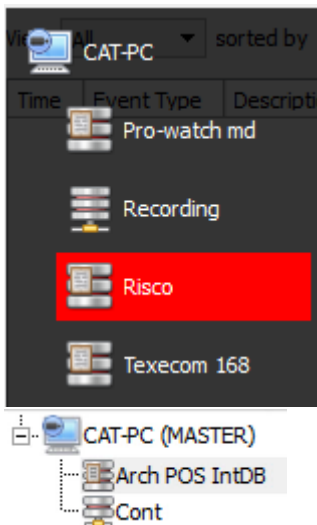 View All sorted by
CAT-PC
Time Event Type Descripti
Pro-watch md
Recording
Risco
Texecom 168
CAT-PC (MASTER)
Arch POS IntDB
Cont